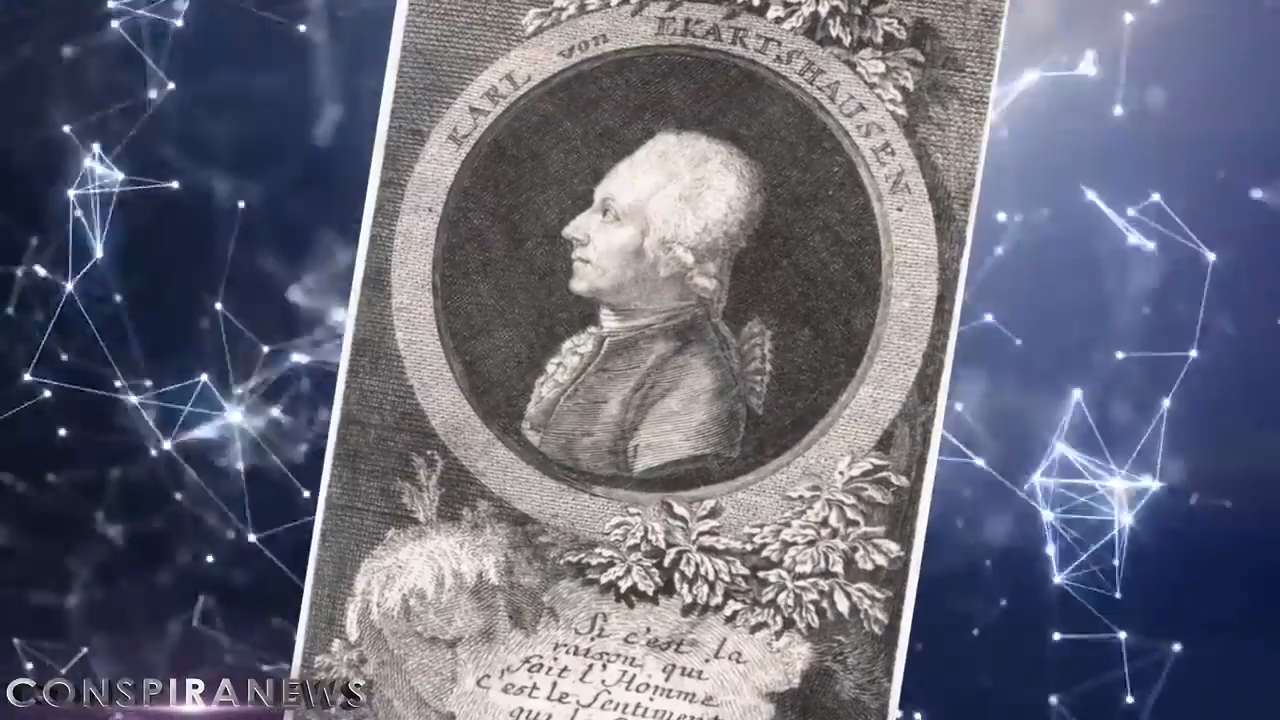 KARL von EKARTSHAUSEN.
Si c'est la
raison qui
fait l'Homme
c'est le Sentiment
CONSPIRANEWS